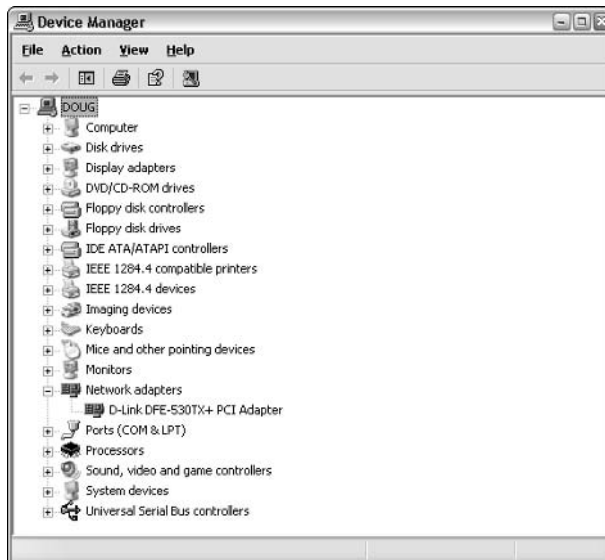 Device Manager
File Action View Help
DOUG
Computer
Disk drives
Display adapters
DVD/CD-ROM drives
Floppy disk controllers
Floppy disk drives
IDE ATA/ATAPI controllers
IEEE 1284.4 compatible printers
IEEE 1284.4 devices
Imaging devices
Keyboards
Mice and other pointing devices
Monitors
Network adapters
D-Link DFE-530TX+ PCI Adapter
Ports (COM & LPT)
Processors
Sound, video and game controllers
System devices
Universal Serial Bus controllers